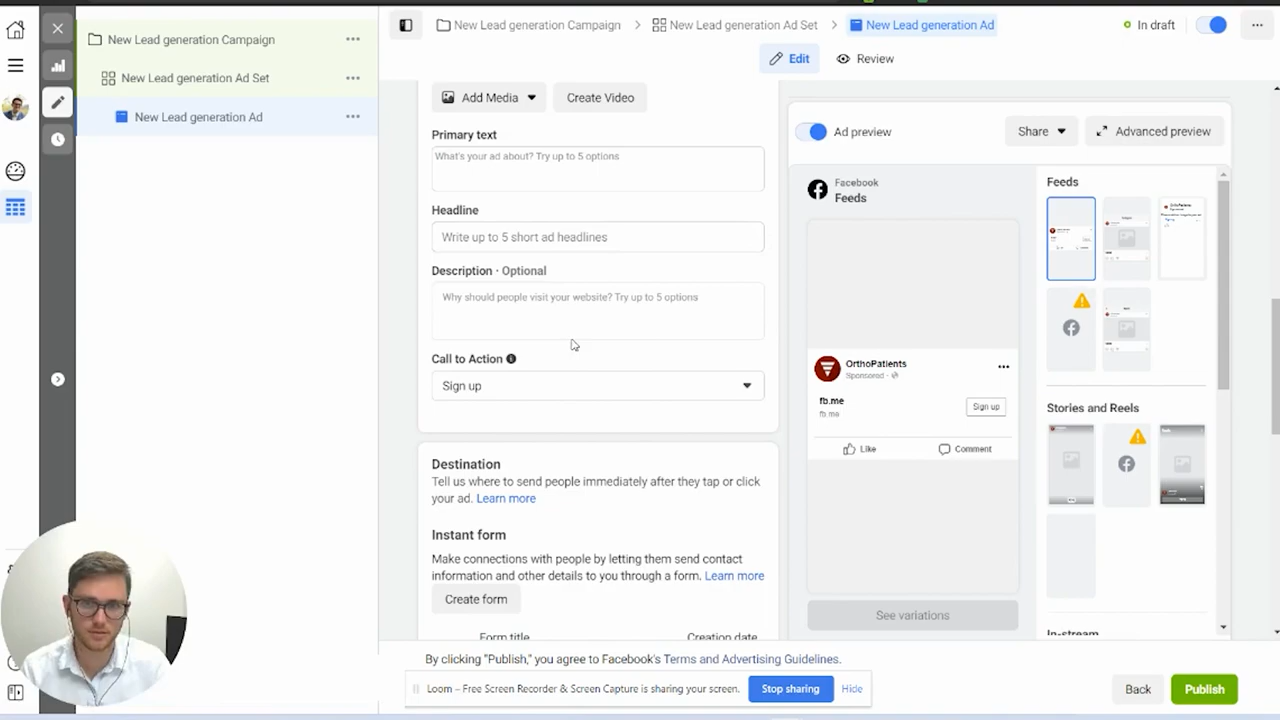 New Lead generation Campaign
New Lead generation Ad Set
New Lead generation Ad
New Lead generation Campaign
New Lead generation Ad Set
New Lead generation Ad
In draft
Edit
Review
Add Media
Create Video
Primary text
What's your ad about? Try up to 5 options
Headline
Write up to 5 short ad headlines
Description · Optional
Why should people visit your website? Try up to 5 options
Call to Action
Sign up
Destination
Tell us where to send people immediately after they tap or click
your ad. Learn more
Instant form
Make connections with people by letting them send contact
information and other details to you through a form. Learn more
Create form
Form title
Creation date
Ad preview
Share
Advanced preview
Facebook
Feeds
OrthoPatients
Sponsored ·
fb.me
fb.me
Sign up
Like
Comment
See variations
Feeds
Stories and Reels
In-stream
By clicking "Publish," you agree to Facebook's Terms and Advertising Guidelines.
Loom – Free Screen Recorder & Screen Capture is sharing your screen.
Stop sharing
Hide
Back
Publish